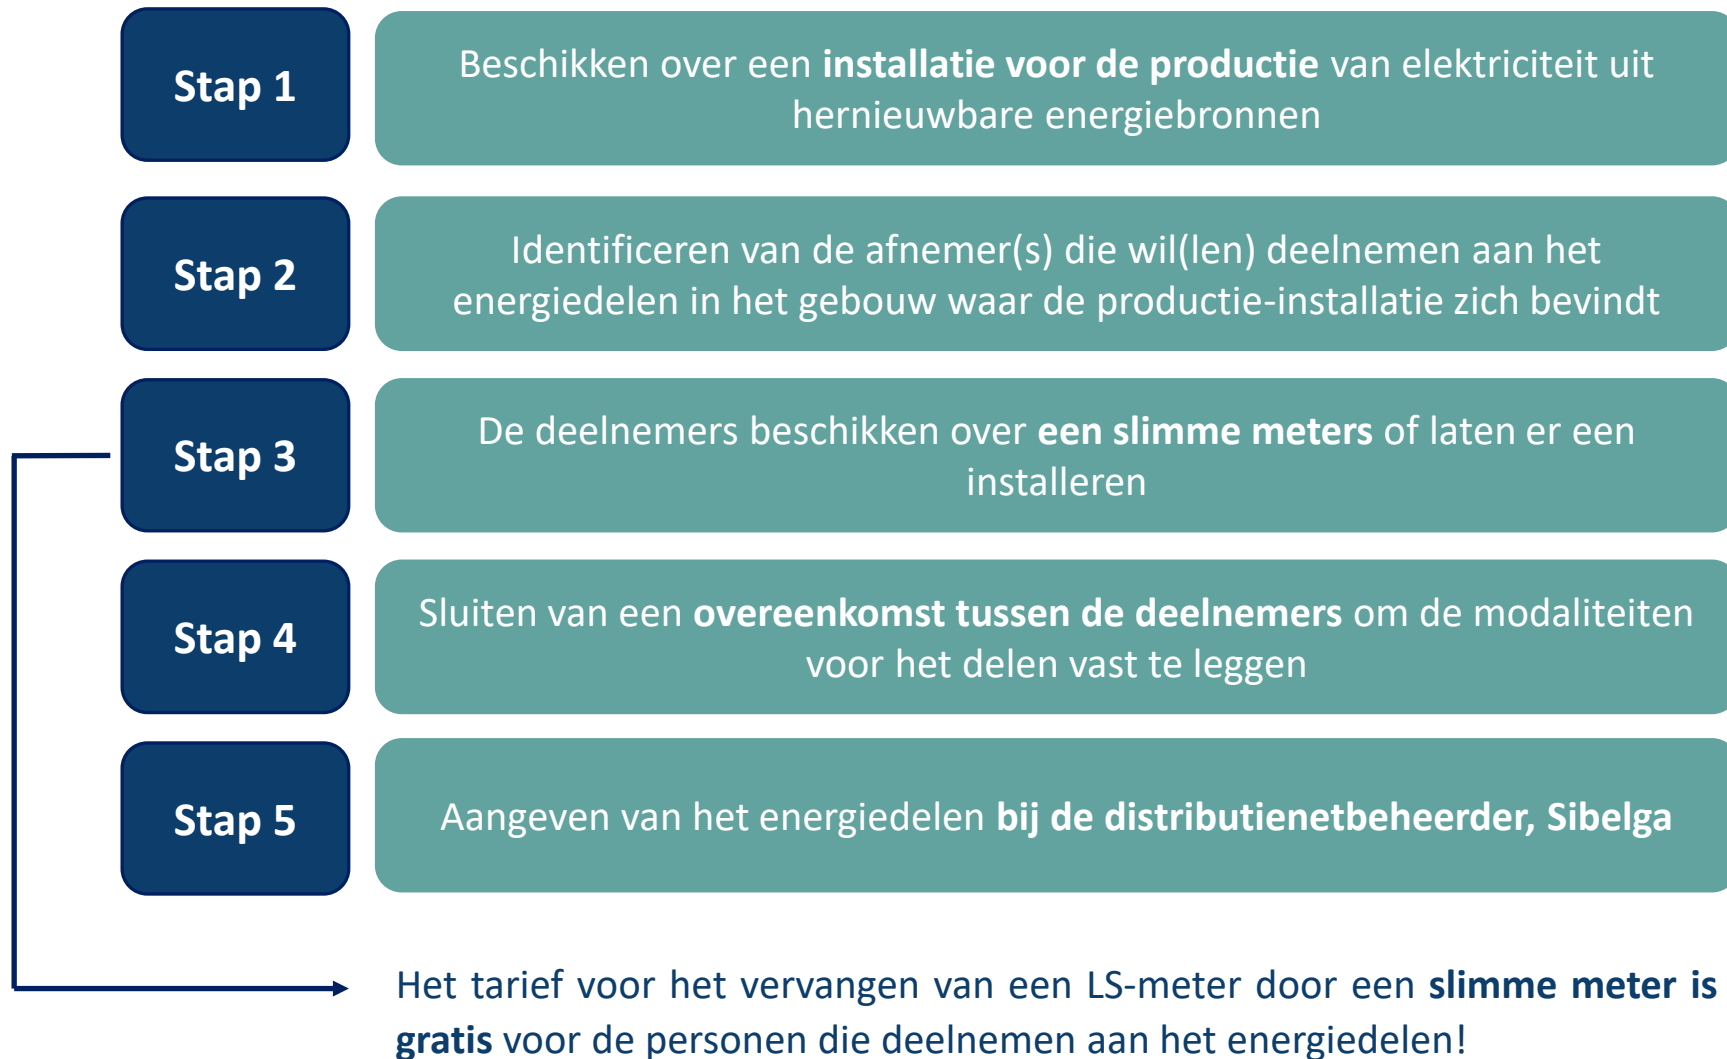 Stap 1
Beschikken over een installatie voor de productie van elektriciteit uit
hernieuwbare energiebronnen
Stap 2
Identificeren van de afnemer(s) die wil(len) deelnemen aan het
energiedelen in het gebouw waar de productie-installatie zich bevindt
Stap 3
De deelnemers beschikken over een slimme meters of laten er een
installeren
Stap 4
Sluiten van een overeenkomst tussen de deelnemers om de modaliteiten
voor het delen vast te leggen
Stap 5
Aangeven van het energiedelen bij de distributienetbeheerder, Sibelga
Het tarief voor het vervangen van een LS-meter door een slimme meter is
gratis voor de personen die deelnemen aan het energiedelen!